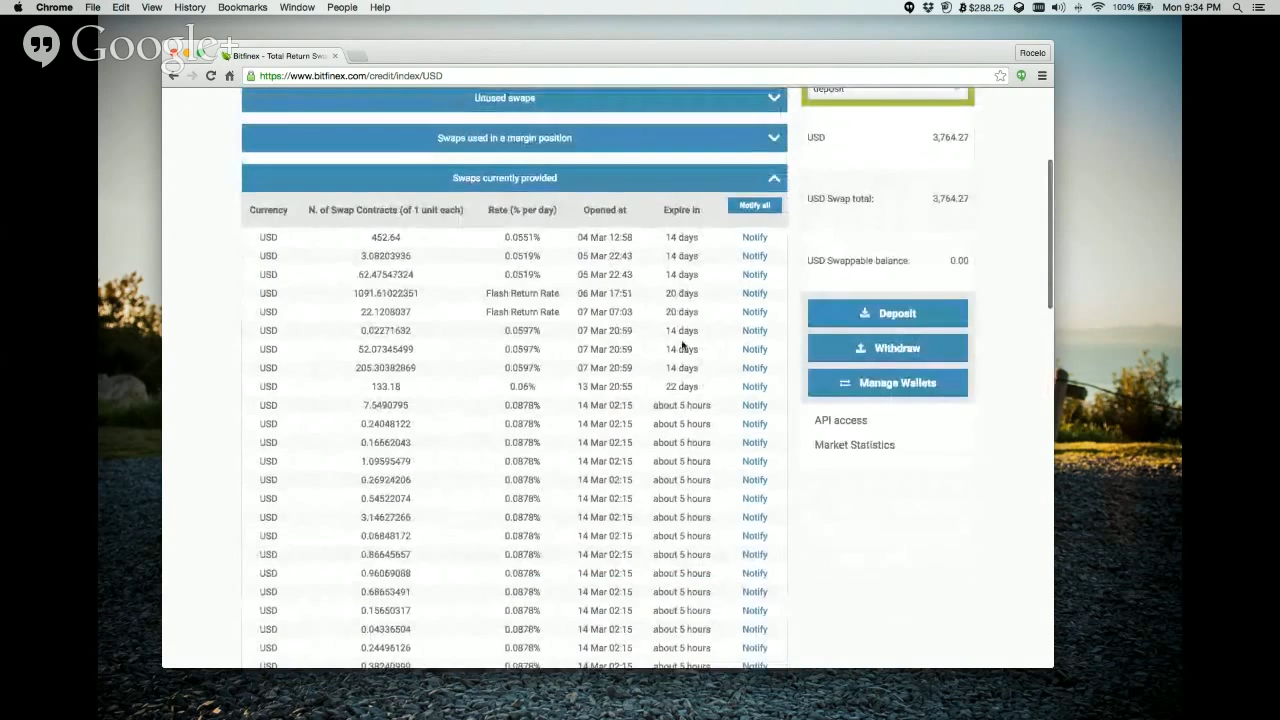 Chrome File Edit View History Bookmarks Window People Help
$288.25 100% Mon 9:34 PM
Google+
Bitfinex - Total Return Swa
Rocelo
https://www.bitfinex.com/credit/index/USD
Unused swaps
deposit
Swaps used in a margin position
USD 3,764.27
Swaps currently provided
USD Swap total: 3,764.27
Currency N. of Swap Contracts (of 1 unit each) Rate (% per day) Opened at Expire in Notify all
USD 452.64 0.0551% 04 Mar 12:58 14 days Notify
USD 3.08203936 0.0519% 05 Mar 22:43 14 days Notify
USD Swappable balance: 0.00
USD 62.47547324 0.0519% 05 Mar 22:43 14 days Notify
USD 1091.61022351 Flash Return Rate 06 Mar 17:51 20 days Notify
USD 22.1208037 Flash Return Rate 07 Mar 07:03 20 days Notify
Deposit
USD 0.02271632 0.0597% 07 Mar 20:59 14 days Notify
USD 52.07345499 0.0597% 07 Mar 20:59 14 days Notify
Withdraw
USD 205.30382869 0.0597% 07 Mar 20:59 14 days Notify
USD 133.18 0.06% 13 Mar 20:55 22 days Notify
Manage Wallets
USD 7.5490795 0.0878% 14 Mar 02:15 about 5 hours Notify
API access
USD 0.24048122 0.0878% 14 Mar 02:15 about 5 hours Notify
USD 0.16662043 0.0878% 14 Mar 02:15 about 5 hours Notify
Market Statistics
USD 1.09595479 0.0878% 14 Mar 02:15 about 5 hours Notify
USD 0.26924206 0.0878% 14 Mar 02:15 about 5 hours Notify
USD 0.54522074 0.0878% 14 Mar 02:15 about 5 hours Notify
USD 3.14627266 0.0878% 14 Mar 02:15 about 5 hours Notify
USD 0.06848172 0.0878% 14 Mar 02:15 about 5 hours Notify
USD 0.86645657 0.0878% 14 Mar 02:15 about 5 hours Notify
USD 0.96069088 0.0878% 14 Mar 02:15 about 5 hours Notify
USD 0.68653491 0.0878% 14 Mar 02:15 about 5 hours Notify
USD 0.15650317 0.0878% 14 Mar 02:15 about 5 hours Notify
USD 0.04336504 0.0878% 14 Mar 02:15 about 5 hours Notify
USD 0.24496126 0.0878% 14 Mar 02:15 about 5 hours Notify
USD 0.38240999 0.0878% 14 Mar 02:15 about 5 hours Notify